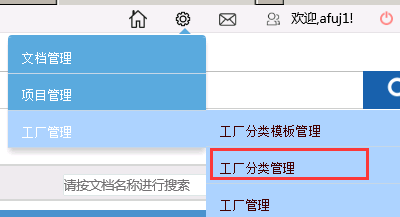 欢迎,afuj1!
文档管理
项目管理
工厂管理
工厂分类模板管理
工厂分类管理
请按文档名称进行搜索
工厂管理